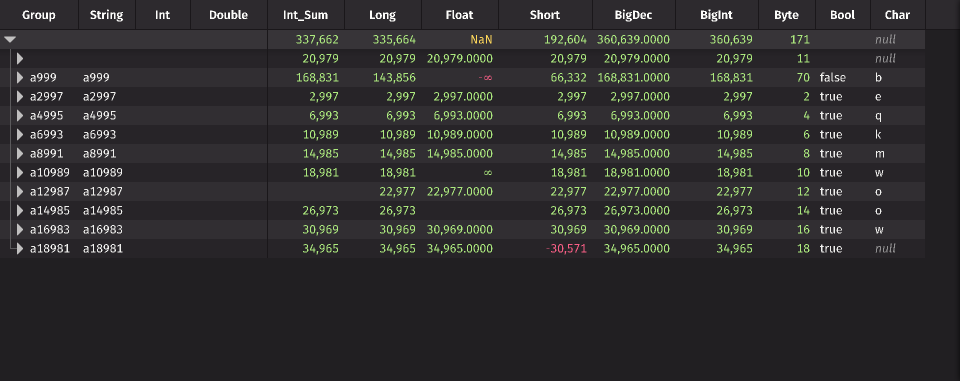 Group String Int Double Int_Sum Long Float Short BigDec BigInt Byte Bool Char
337,662 335,664 NaN 192,604 360,639.0000 360,639 171 null
20,979 20,979 20,979.0000 20,979 20,979.0000 20,979 11 null
a999 a999 168,831 143,856 -∞ 66,332 168,831.0000 168,831 70 false b
a2997 a2997 2,997 2,997 2,997.0000 2,997 2,997.0000 2,997 2 true e
a4995 a4995 6,993 6,993 6,993.0000 6,993 6,993.0000 6,993 4 true q
a6993 a6993 10,989 10,989 10,989.0000 10,989 10,989.0000 10,989 6 true k
a8991 a8991 14,985 14,985 14,985.0000 14,985 14,985.0000 14,985 8 true m
a10989 a10989 18,981 18,981 ∞ 18,981 18,981.0000 18,981 10 true w
a12987 a12987 22,977 22,977.0000 22,977 22,977.0000 22,977 12 true o
a14985 a14985 26,973 26,973 26,973 26,973.0000 26,973 14 true o
a16983 a16983 30,969 30,969 30,969.0000 30,969 30,969.0000 30,969 16 true w
a18981 a18981 34,965 34,965 34,965.0000 -30,571 34,965.0000 34,965 18 true null